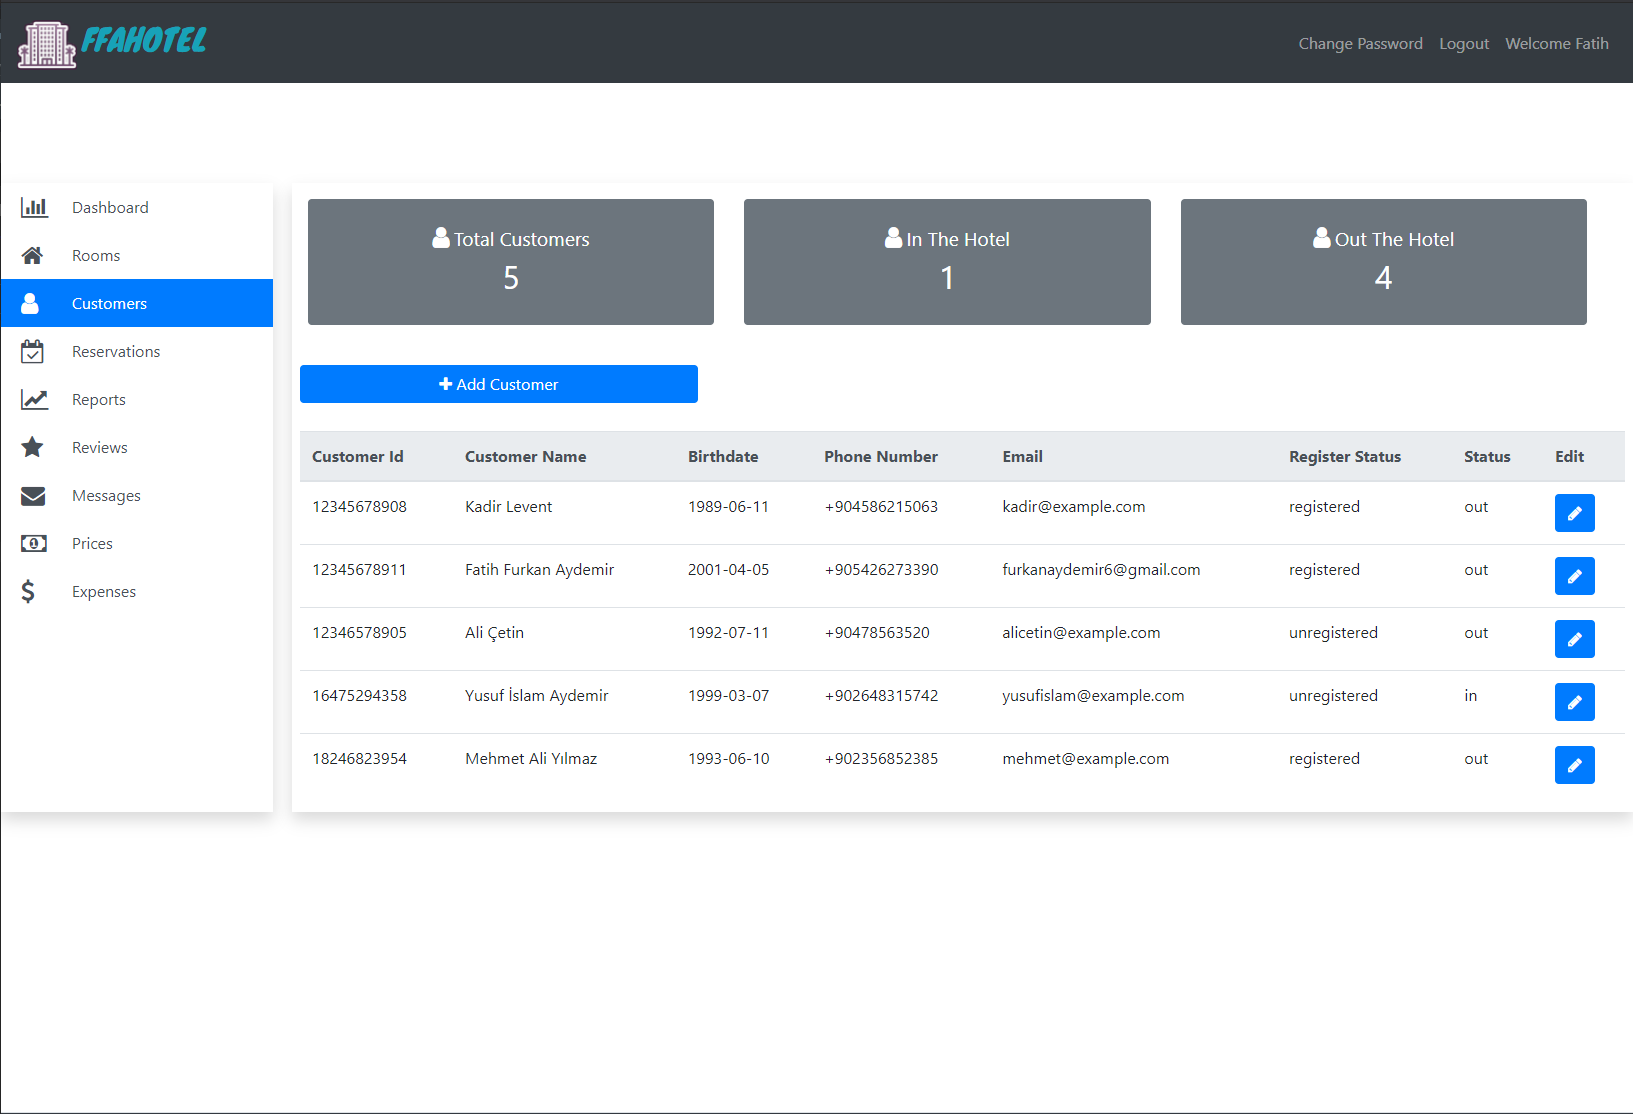 FFAHOTEL
Change Password Logout Welcome Fatih
Dashboard
Rooms
Customers
Reservations
Reports
Reviews
Messages
Prices
Expenses
Total Customers
5
In The Hotel
1
Out The Hotel
4
Add Customer
Customer Id Customer Name Birthdate Phone Number Email Register Status Status Edit
12345678908 Kadir Levent 1989-06-11 +904586215063 kadir@example.com registered out
12345678911 Fatih Furkan Aydemir 2001-04-05 +905426273390 furkanaydemir6@gmail.com registered out
12346578905 Ali Çetin 1992-07-11 +90478563520 alicetin@example.com unregistered out
16475294358 Yusuf İslam Aydemir 1999-03-07 +902648315742 yusufislam@example.com unregistered in
18246823954 Mehmet Ali Yılmaz 1993-06-10 +902356852385 mehmet@example.com registered out